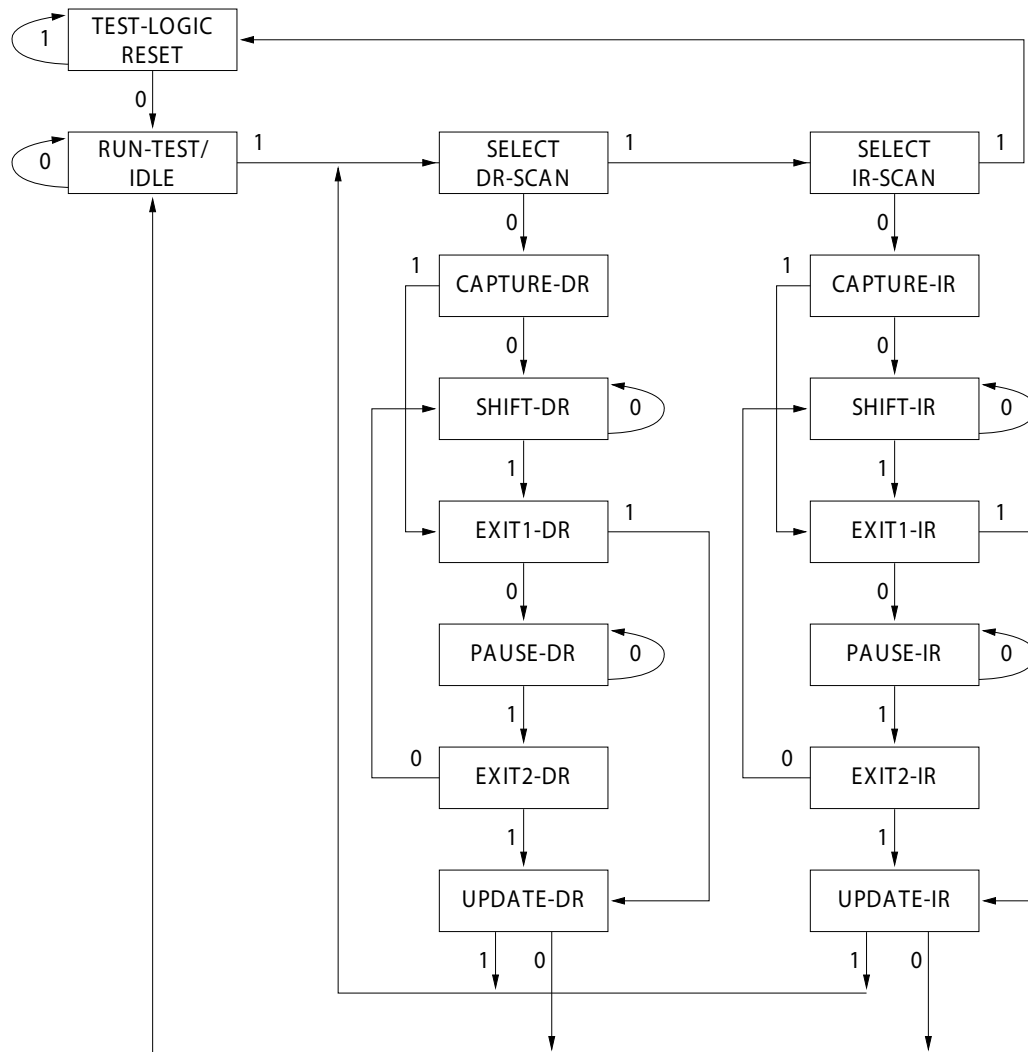 TEST-LOGIC
RESET
1
0
RUN-TEST/
IDLE
0
1
SELECT
DR-SCAN
1
SELECT
IR-SCAN
1
0
0
1
CAPTURE-DR
1
CAPTURE-IR
0
0
SHIFT-DR
0
SHIFT-IR
0
1
1
EXIT1-DR
1
EXIT1-IR
1
0
0
PAUSE-DR
0
PAUSE-IR
0
1
1
0
EXIT2-DR
0
EXIT2-IR
1
1
UPDATE-DR
UPDATE-IR
1
0
1
0